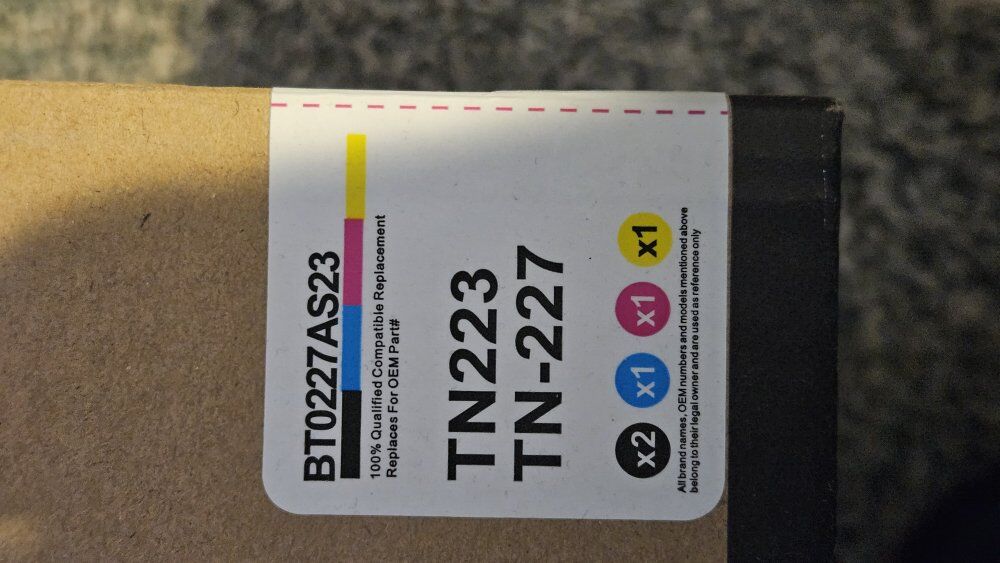 BT0227AS23
100% Qualified Compatible Replacement
Replaces For OEM Part#
TN223
TN-227
x2 x1 x1 x1
All brand names, OEM numbers and models mentioned above
belong to their legal owner and are used as reference only